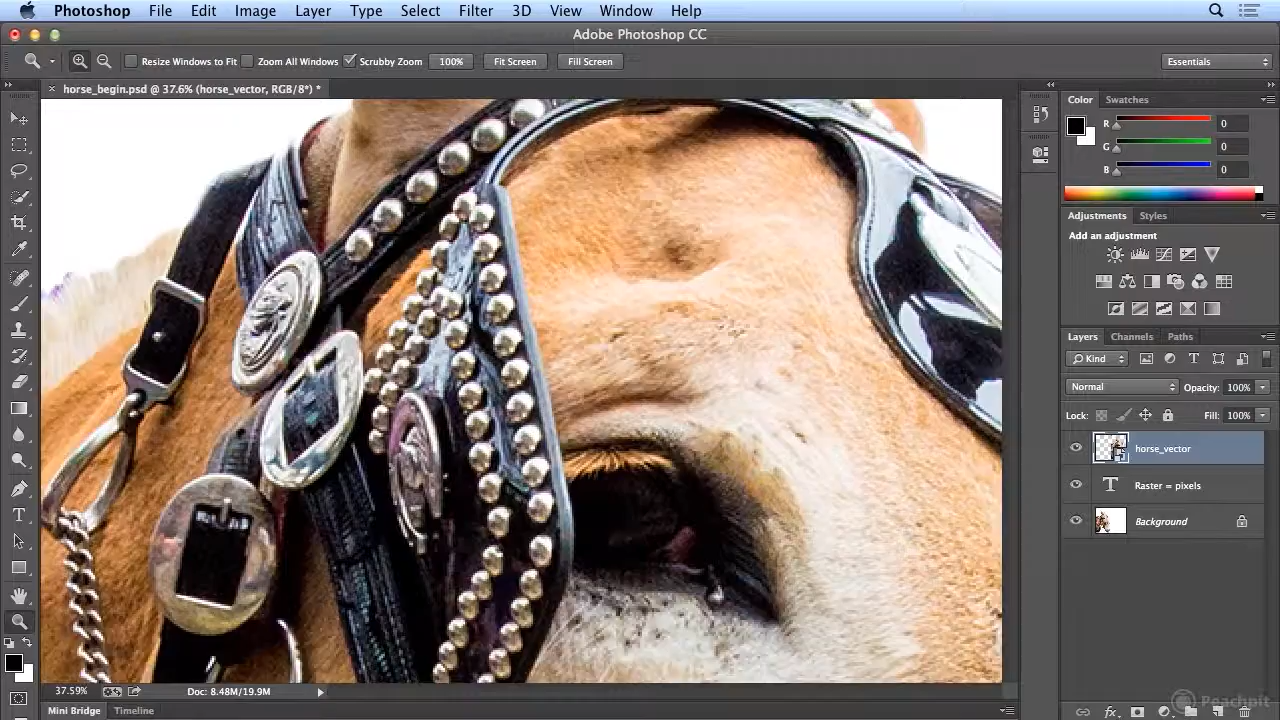 Photoshop File Edit Image Layer Type Select Filter 3D View Window Help
Adobe Photoshop CC
Resize Windows to Fit Zoom All Windows Scrubby Zoom 100% Fit Screen Fill Screen Essentials
horse_begin.psd @ 37.6% (horse_vector, RGB/8*) *
Color Swatches
R 0
G 0
B 0
Adjustments Styles
Add an adjustment
Layers Channels Paths
Kind
Normal Opacity: 100%
Lock: Fill: 100%
horse_vector
Raster = pixels
Background
37.59% Doc: 8.48M/19.9M
Mini Bridge Timeline
Peachpit